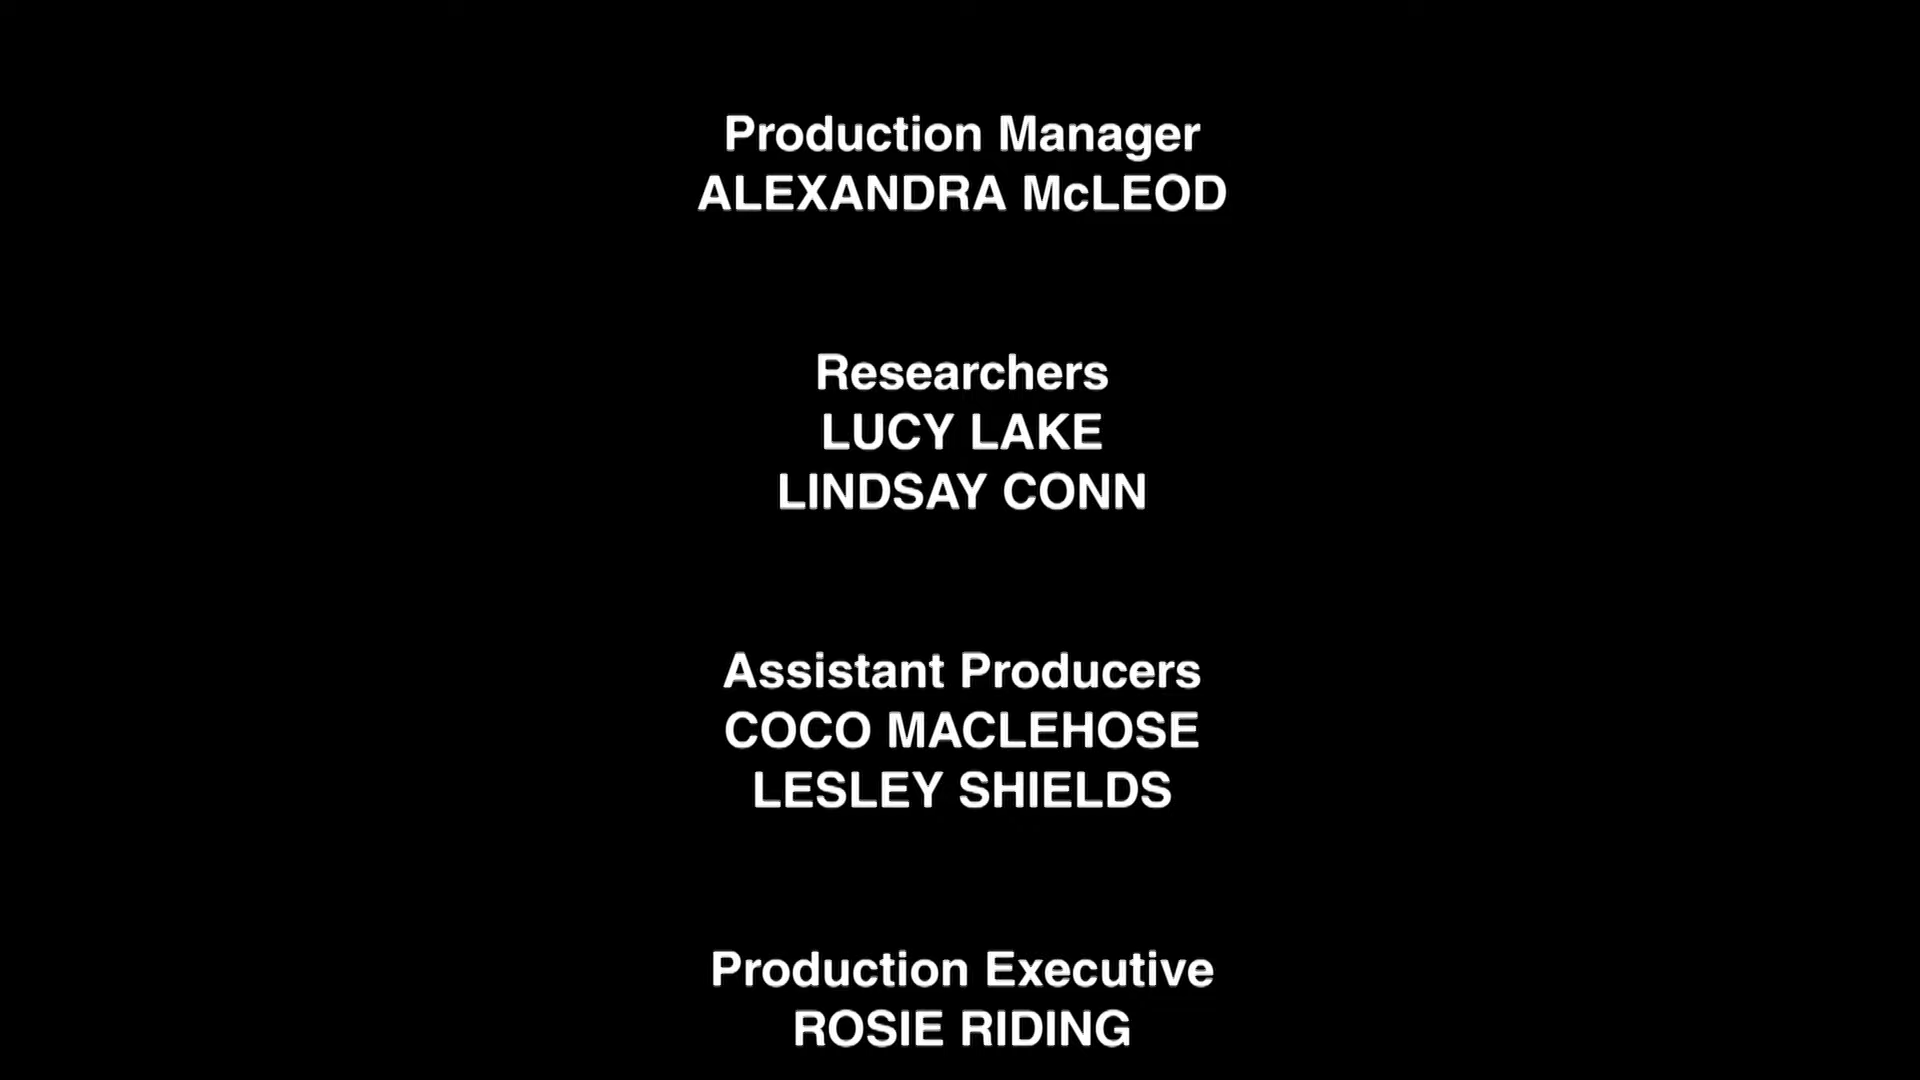 Production Manager
ALEXANDRA McLEOD
Researchers
LUCY LAKE
LINDSAY CONN
Assistant Producers
COCO MACLEHOSE
LESLEY SHIELDS
Production Executive
ROSIE RIDING